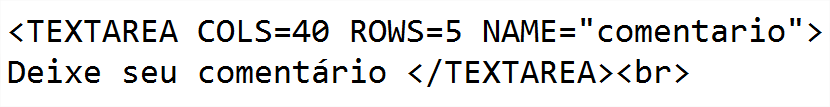 <TEXTAREA COLS=40 ROWS=5 NAME="comentario">
Deixe seu comentário </TEXTAREA><br>